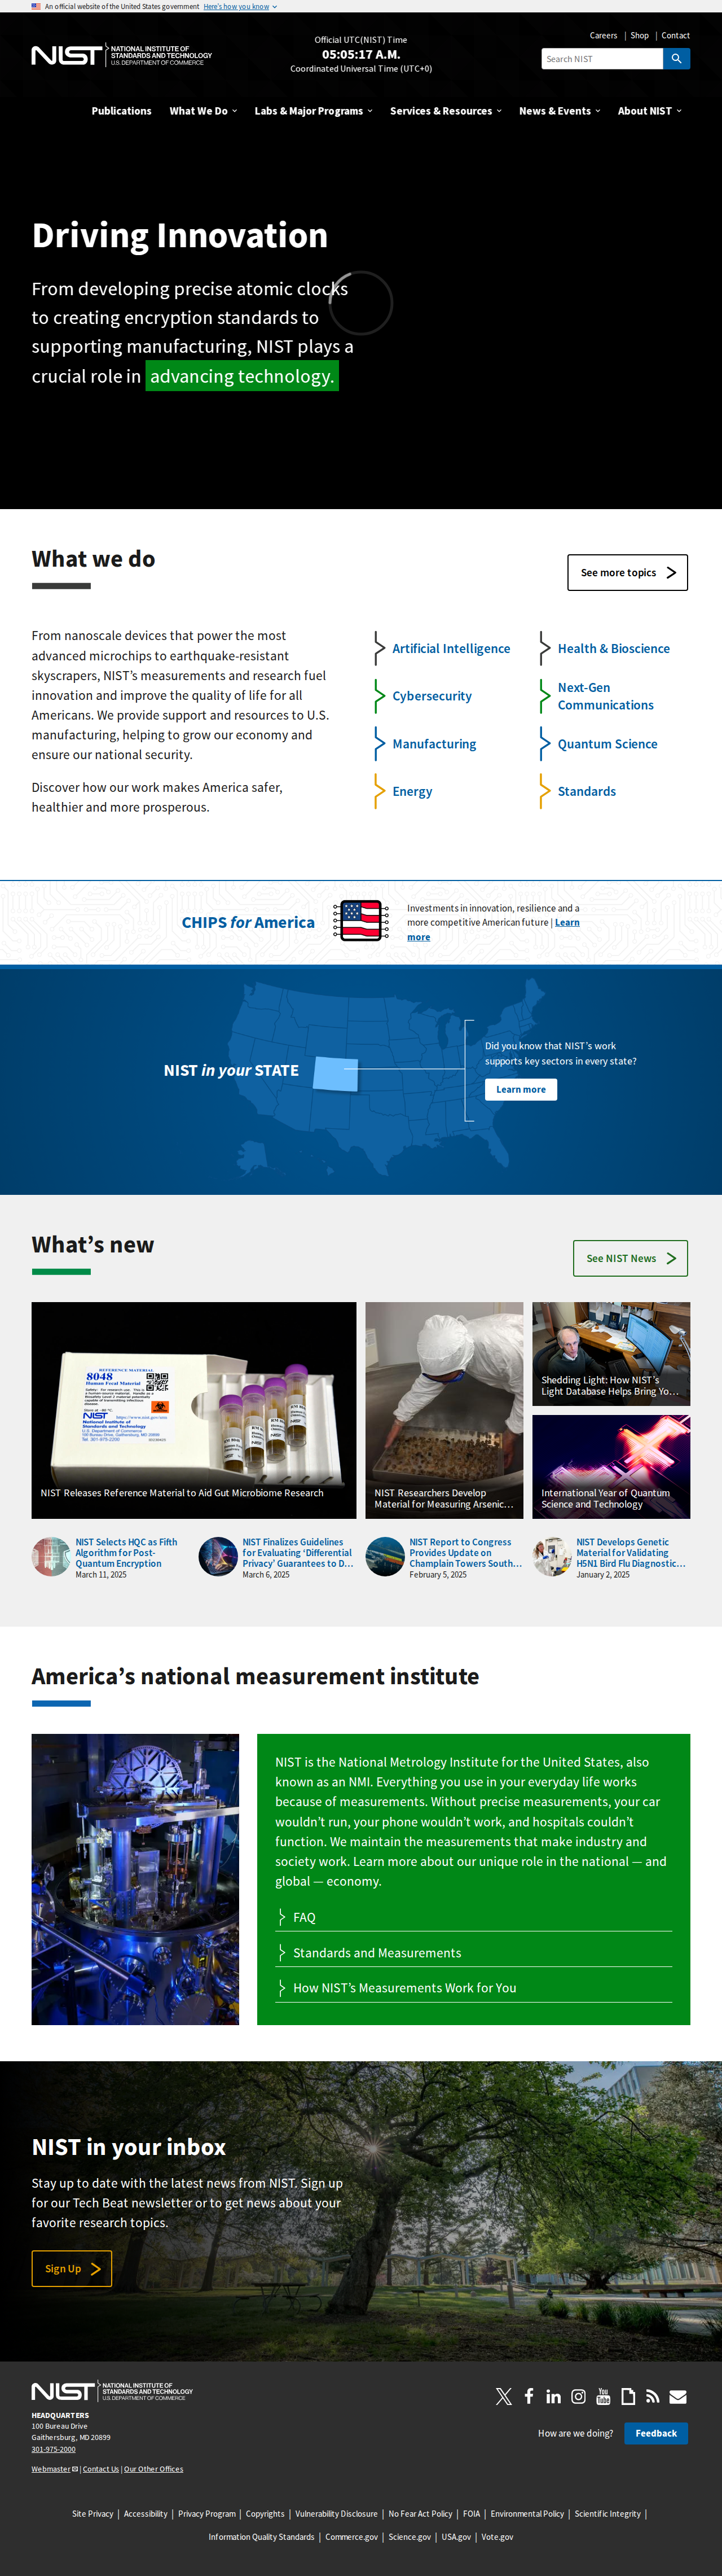 An official website of the United States government Here's how you know
NIST NATIONAL INSTITUTE OF
STANDARDS AND TECHNOLOGY
U.S. DEPARTMENT OF COMMERCE
Official UTC(NIST) Time
05:05:17 A.M.
Coordinated Universal Time (UTC+0)
Careers | Shop | Contact
Search NIST
Publications What We Do Labs & Major Programs Services & Resources News & Events About NIST
Driving Innovation
From developing precise atomic clocks
to creating encryption standards to
supporting manufacturing, NIST plays a
crucial role in advancing technology.
What we do
See more topics
From nanoscale devices that power the most
advanced microchips to earthquake-resistant
skyscrapers, NIST’s measurements and research fuel
innovation and improve the quality of life for all
Americans. We provide support and resources to U.S.
manufacturing, helping to grow our economy and
ensure our national security.
Discover how our work makes America safer,
healthier and more prosperous.
Artificial Intelligence
Health & Bioscience
Cybersecurity
Next-Gen
Communications
Manufacturing
Quantum Science
Energy
Standards
CHIPS for America
Investments in innovation, resilience and a
more competitive American future | Learn
more
NIST in your STATE
Did you know that NIST’s work
supports key sectors in every state?
Learn more
What’s new
See NIST News
REFERENCE MATERIAL
8048
Human Fecal Material
NIST
NIST Releases Reference Material to Aid Gut Microbiome Research
NIST Researchers Develop
Material for Measuring Arsenic…
Shedding Light: How NIST’s
Light Database Helps Bring Yo…
International Year of Quantum
Science and Technology
NIST Selects HQC as Fifth
Algorithm for Post-
Quantum Encryption
March 11, 2025
NIST Finalizes Guidelines
for Evaluating ‘Differential
Privacy’ Guarantees to D…
March 6, 2025
NIST Report to Congress
Provides Update on
Champlain Towers South…
February 5, 2025
NIST Develops Genetic
Material for Validating
H5N1 Bird Flu Diagnostic…
January 2, 2025
America’s national measurement institute
NIST is the National Metrology Institute for the United States, also
known as an NMI. Everything you use in your everyday life works
because of measurements. Without precise measurements, your car
wouldn’t run, your phone wouldn’t work, and hospitals couldn’t
function. We maintain the measurements that make industry and
society work. Learn more about our unique role in the national — and
global — economy.
FAQ
Standards and Measurements
How NIST’s Measurements Work for You
NIST in your inbox
Stay up to date with the latest news from NIST. Sign up
for our Tech Beat newsletter or to get news about your
favorite research topics.
Sign Up
NIST NATIONAL INSTITUTE OF
STANDARDS AND TECHNOLOGY
U.S. DEPARTMENT OF COMMERCE
HEADQUARTERS
100 Bureau Drive
Gaithersburg, MD 20899
301-975-2000
Webmaster | Contact Us | Our Other Offices
You
Tube
How are we doing? Feedback
Site Privacy | Accessibility | Privacy Program | Copyrights | Vulnerability Disclosure | No Fear Act Policy | FOIA | Environmental Policy | Scientific Integrity |
Information Quality Standards | Commerce.gov | Science.gov | USA.gov | Vote.gov